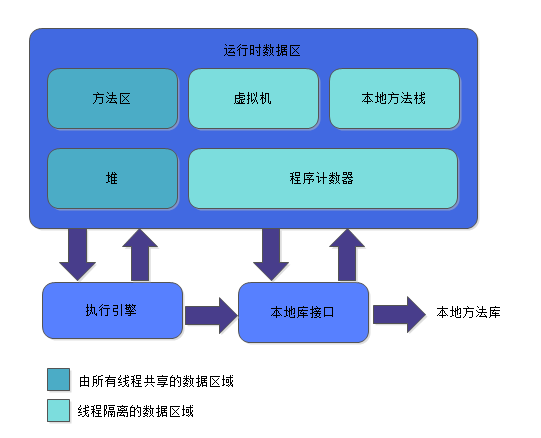 运行时数据区
方法区
虚拟机
本地方法栈
堆
程序计数器
执行引擎
本地库接口
本地方法库
由所有线程共享的数据区域
线程隔离的数据区域